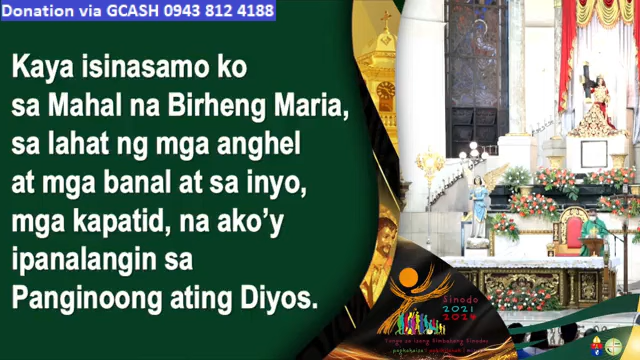 Donation via GCASH 0943 812 4188
Kaya isinasamo ko
sa Mahal na Birheng Maria,
sa lahat ng mga anghel
at mga banal at sa inyo,
mga kapatid, na ako’y
ipanalangin sa
Panginoong ating Diyos.
Sinodo
2021
2024